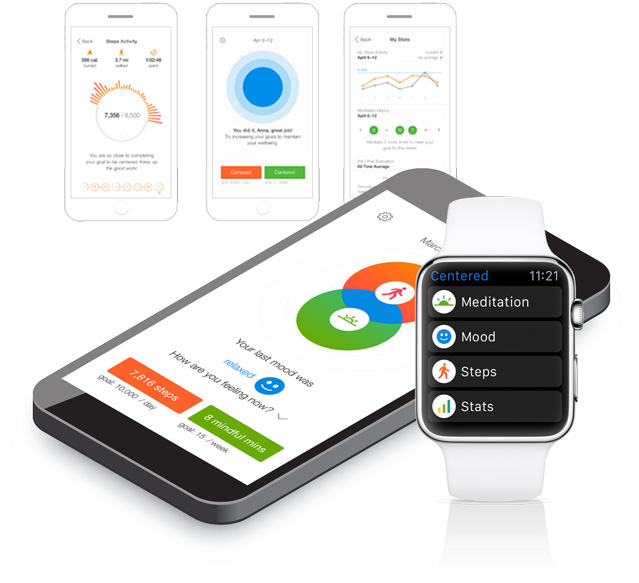 Back
Steps Activity
398 cal.
3.7 mi
1:02:48
burned
walked
spent
7,356 / 8,500
You are so close to completing
your goal to be centered. Keep up
the good work!
Apr 6–12
You did it, Anna, great job!
Try increasing your goals to maintain
your wellbeing
Centered
Centered
Back
My Stats
My Steps Activity
current
April 6–12
my average
Meditation History
April 6–12
Meditate 2 more times to meet your
goal for the week!
Pre / Post Evaluation
All Time Average
Your last mood was
relaxed
How are you feeling now?
7,816 steps
goal: 10,000 / day
8 mindful mins
goal: 15 / week
Centered
11:21
Meditation
Mood
Steps
Stats